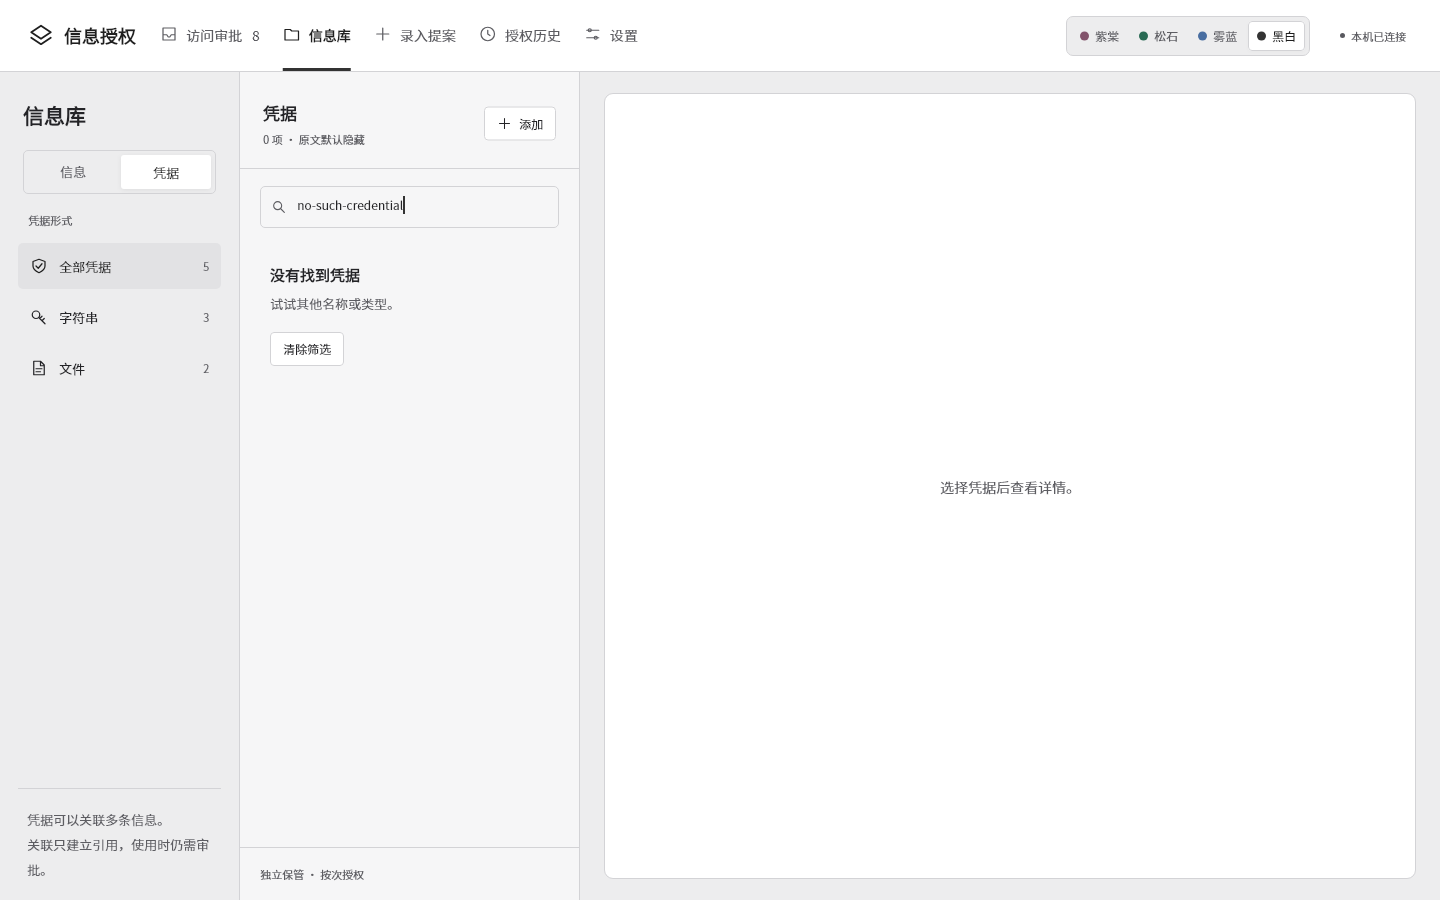 信息授权
访问审批 8
信息库
录入提案
授权历史
设置
紫棠
松石
雾蓝
黑白
本机已连接
信息库
信息
凭据
凭据形式
全部凭据 5
字符串 3
文件 2
凭据可以关联多条信息。
关联只建立引用，使用时仍需审
批。
凭据
0 项 · 原文默认隐藏
添加
no-such-credential
没有找到凭据
试试其他名称或类型。
清除筛选
独立保管 · 按次授权
选择凭据后查看详情。